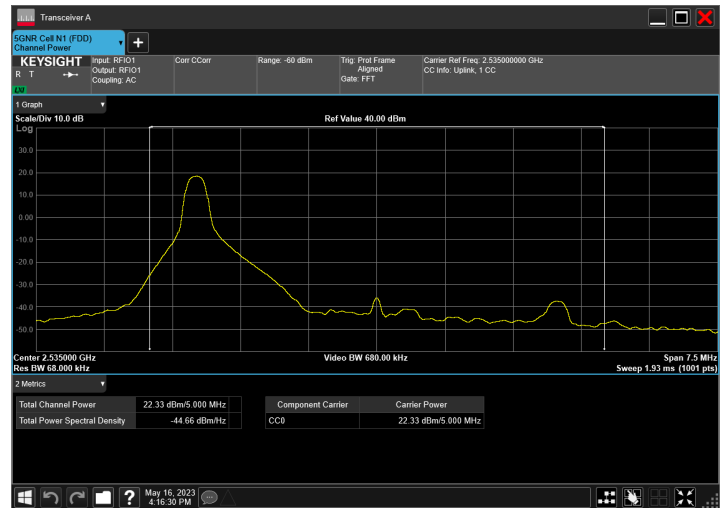 Transceiver A
5GNR Cell N1 (FDD)
Channel Power
KEYSIGHT
R T
LXI
Input: RFIO1
Output: RFIO1
Coupling: AC
Corr CCorr
Range: -60 dBm
Trig: Prot Frame
Aligned
Gate: FFT
Carrier Ref Freq: 2.535000000 GHz
CC Info: Uplink, 1 CC
1 Graph
Scale/Div 10.0 dB
Ref Value 40.00 dBm
Log
30.0
20.0
10.0
0.00
-10.0
-20.0
-30.0
-40.0
-50.0
Center 2.535000 GHz
Video BW 680.00 kHz
Span 7.5 MHz
Res BW 68.000 kHz
Sweep 1.93 ms (1001 pts)
2 Metrics
Total Channel Power 22.33 dBm/5.000 MHz
Total Power Spectral Density -44.66 dBm/Hz
Component Carrier Carrier Power
CC0 22.33 dBm/5.000 MHz
?
May 16, 2023
4:16:30 PM